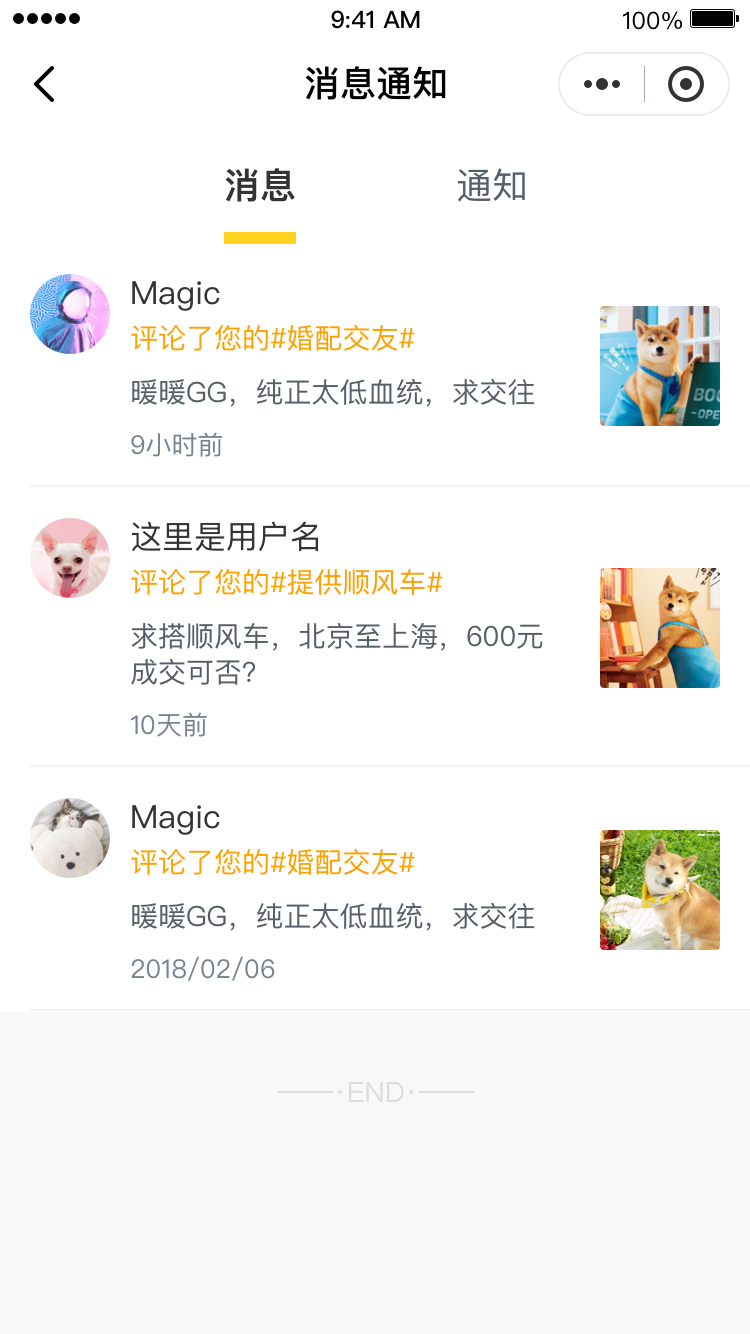 9:41 AM
100%
消息通知
消息
通知
Magic
评论了您的#婚配交友#
暖暖GG，纯正太低血统，求交往
9小时前
BOO
-OPE
这里是用户名
评论了您的#提供顺风车#
求搭顺风车，北京至上海，600元
成交可否?
10天前
Magic
评论了您的#婚配交友#
暖暖GG，纯正太低血统，求交往
2018/02/06
END